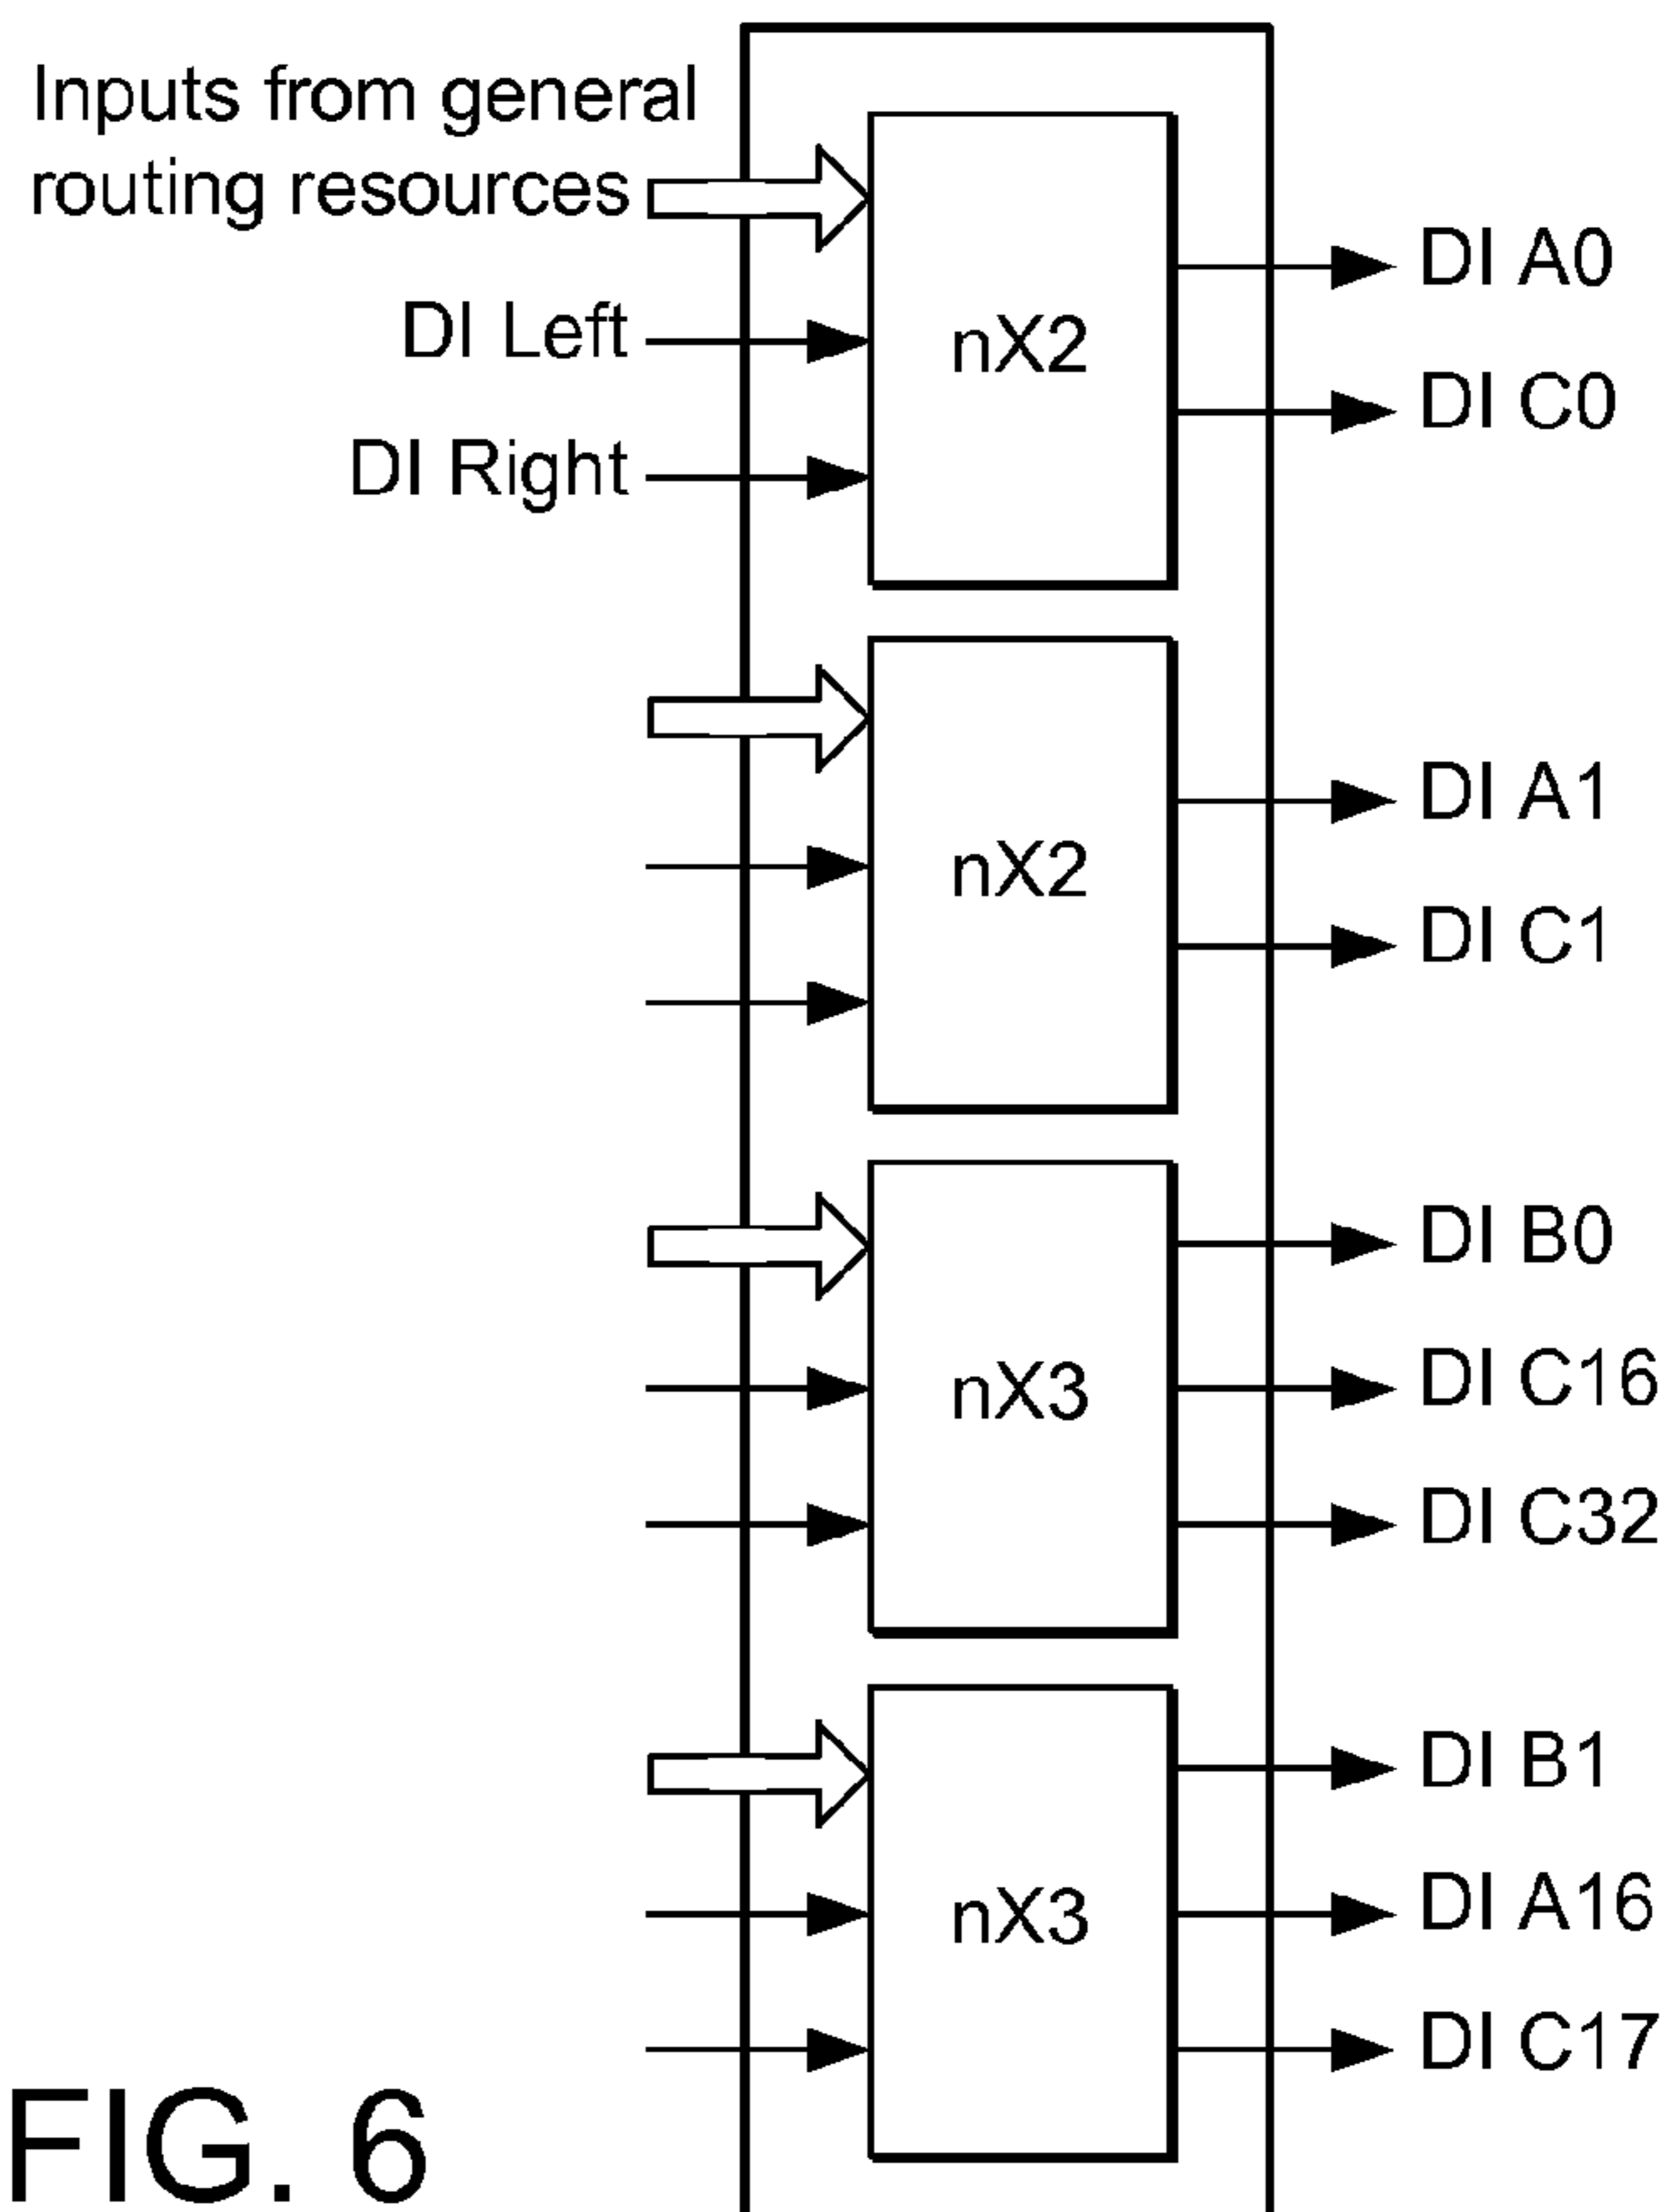 Inputs from general
routing resources
DI Left
DI Right
nX2
DI A0
DI C0
nX2
DI A1
DI C1
nX3
DI B0
DI C16
DI C32
nX3
DI B1
DI A16
DI C17
FIG. 6